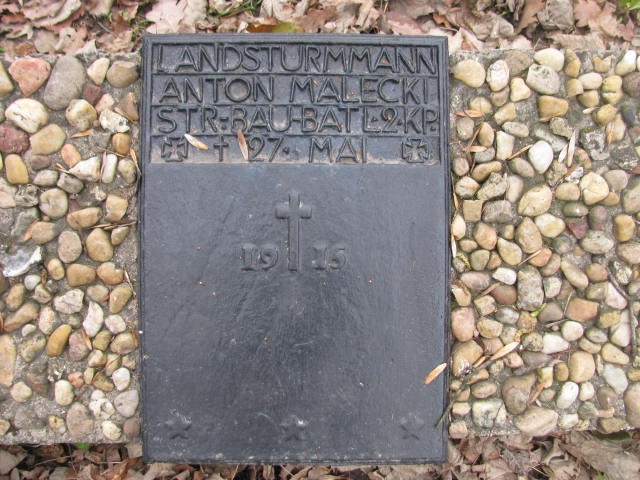 LANDSTURMMANN
ANTON MALECKI
STR.-BAU-BATL.2.KP.
† 27. MAI
19 15